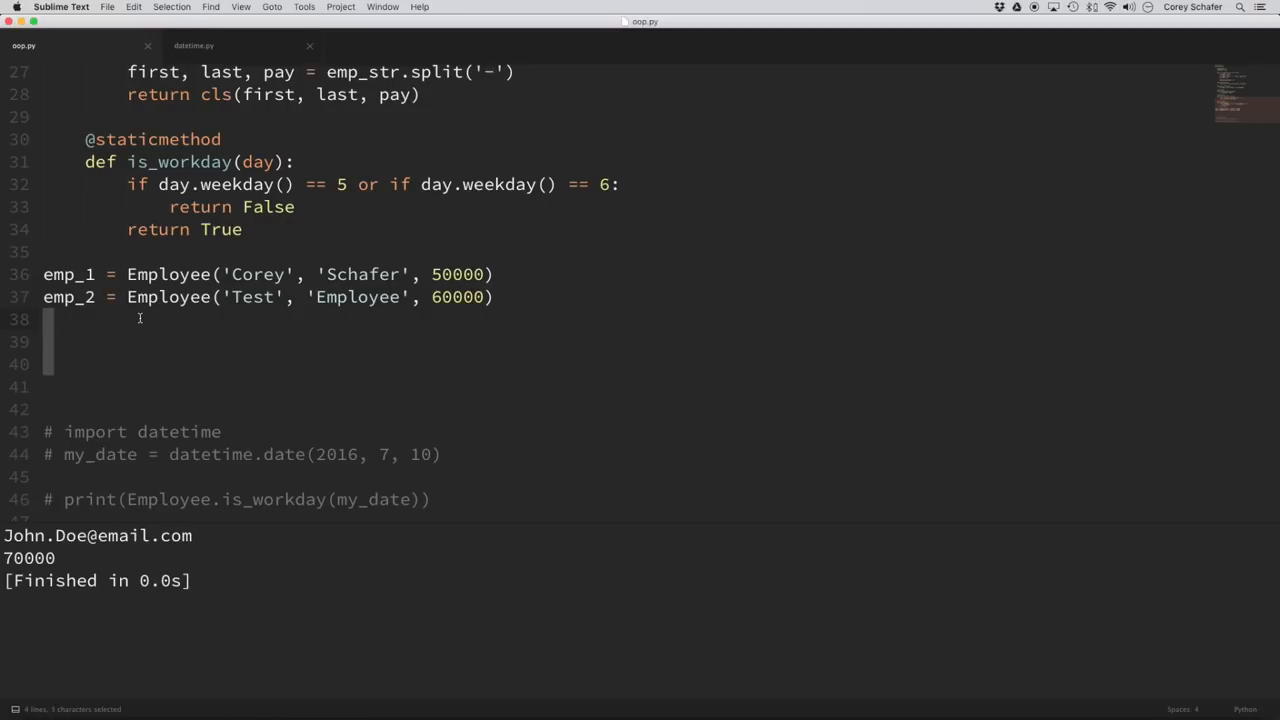 Sublime Text File Edit Selection Find View Goto Tools Project Window Help Corey Schafer
oop.py
oop.py datetime.py
27 first, last, pay = emp_str.split('-')
28 return cls(first, last, pay)
29
30 @staticmethod
31 def is_workday(day):
32 if day.weekday() == 5 or if day.weekday() == 6:
33 return False
34 return True
35
36 emp_1 = Employee('Corey', 'Schafer', 50000)
37 emp_2 = Employee('Test', 'Employee', 60000)
38
39
40
41
42
43 # import datetime
44 # my_date = datetime.date(2016, 7, 10)
45
46 # print(Employee.is_workday(my_date))
John.Doe@email.com
70000
[Finished in 0.0s]
4 lines, 3 characters selected Spaces: 4 Python